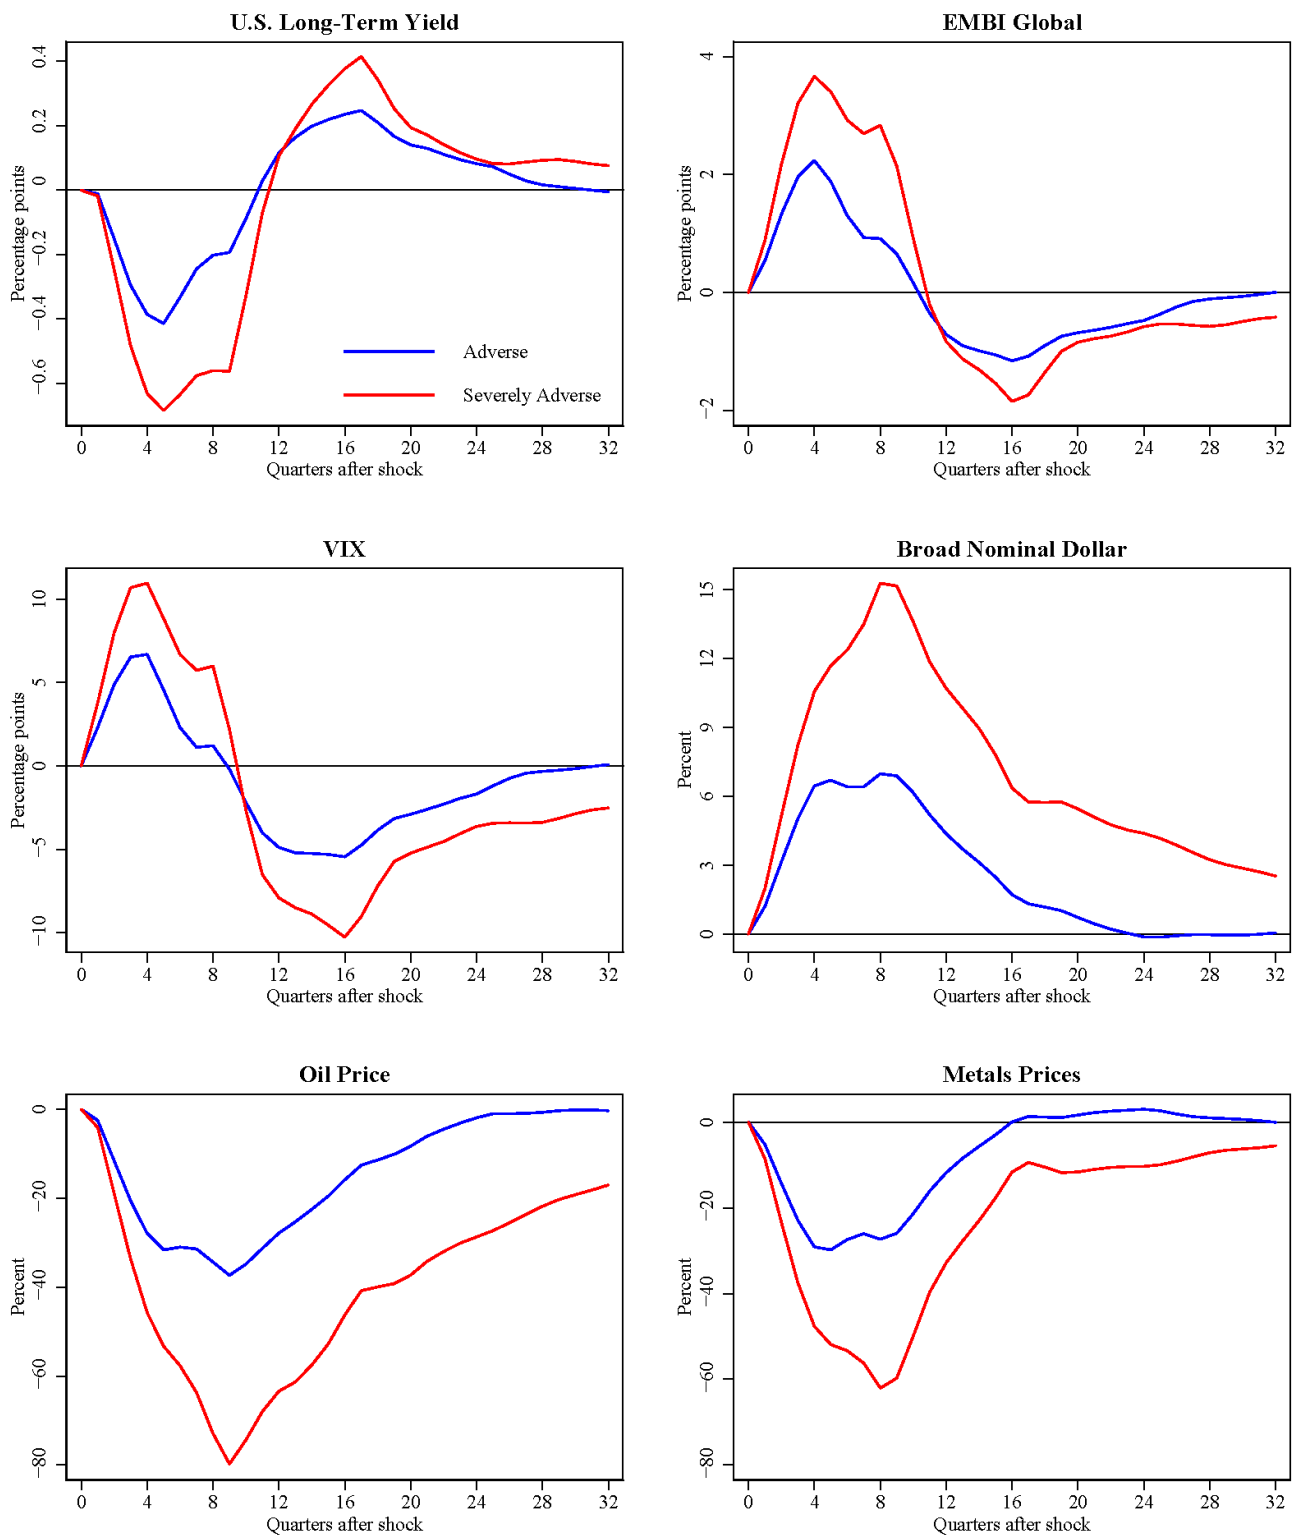 U.S. Long-Term Yield
Percentage points
0.4
0.2
0
−0.2
−0.4
−0.6
Adverse
Severely Adverse
0 4 8 12 16 20 24 28 32
Quarters after shock
EMBI Global
Percentage points
4
2
0
−2
0 4 8 12 16 20 24 28 32
Quarters after shock
VIX
Percentage points
10
5
0
−5
−10
0 4 8 12 16 20 24 28 32
Quarters after shock
Broad Nominal Dollar
Percent
15
12
9
6
3
0
0 4 8 12 16 20 24 28 32
Quarters after shock
Oil Price
Percent
0
−20
−40
−60
−80
0 4 8 12 16 20 24 28 32
Quarters after shock
Metals Prices
Percent
0
−20
−40
−60
−80
0 4 8 12 16 20 24 28 32
Quarters after shock